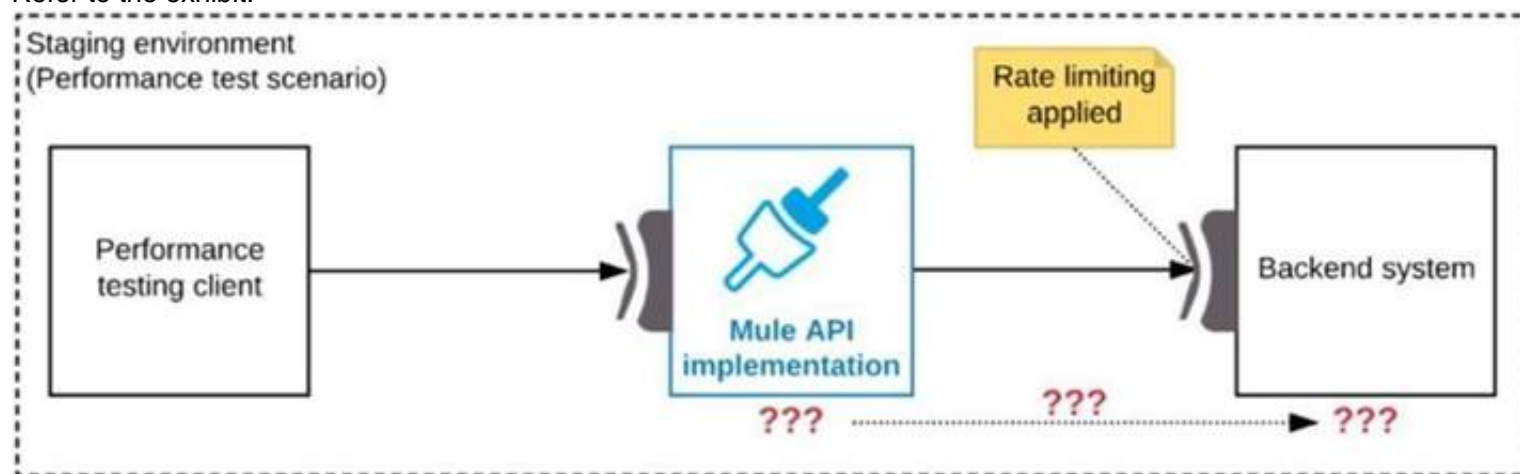 Refer to the exhibit.
Staging environment
(Performance test scenario)
Rate limiting
applied
Performance
testing client
Mule API
implementation
Backend system
???
???
???